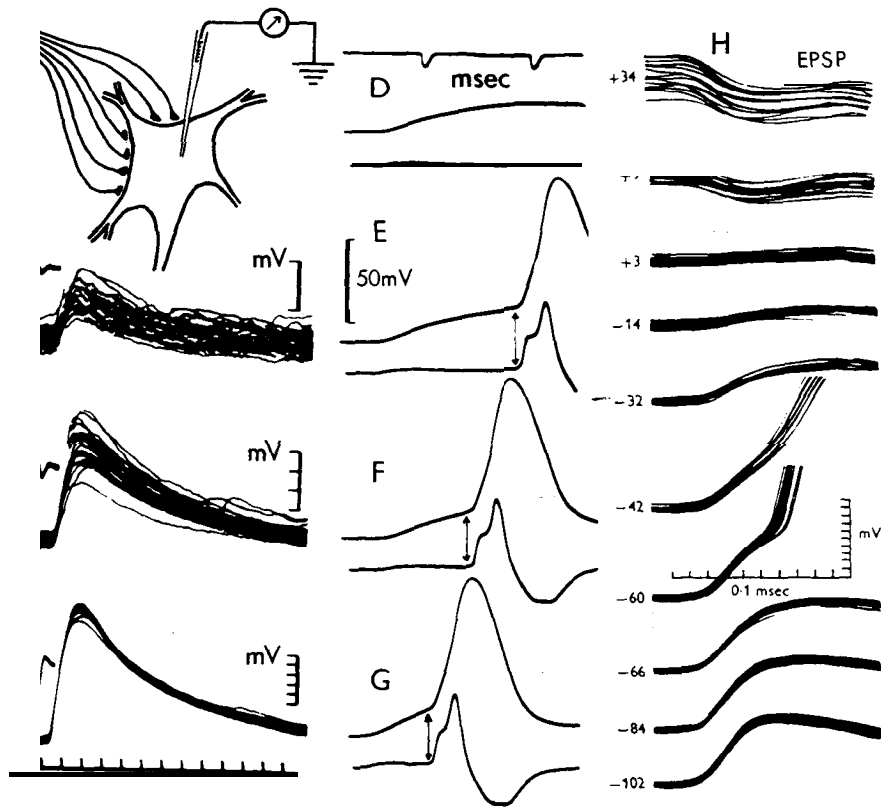 mV
mV
mV
D
msec
E
50mV
F
G
H
EPSP
+34
+3
-14
-32
-42
mV
0·1 msec
-60
-66
-84
-102